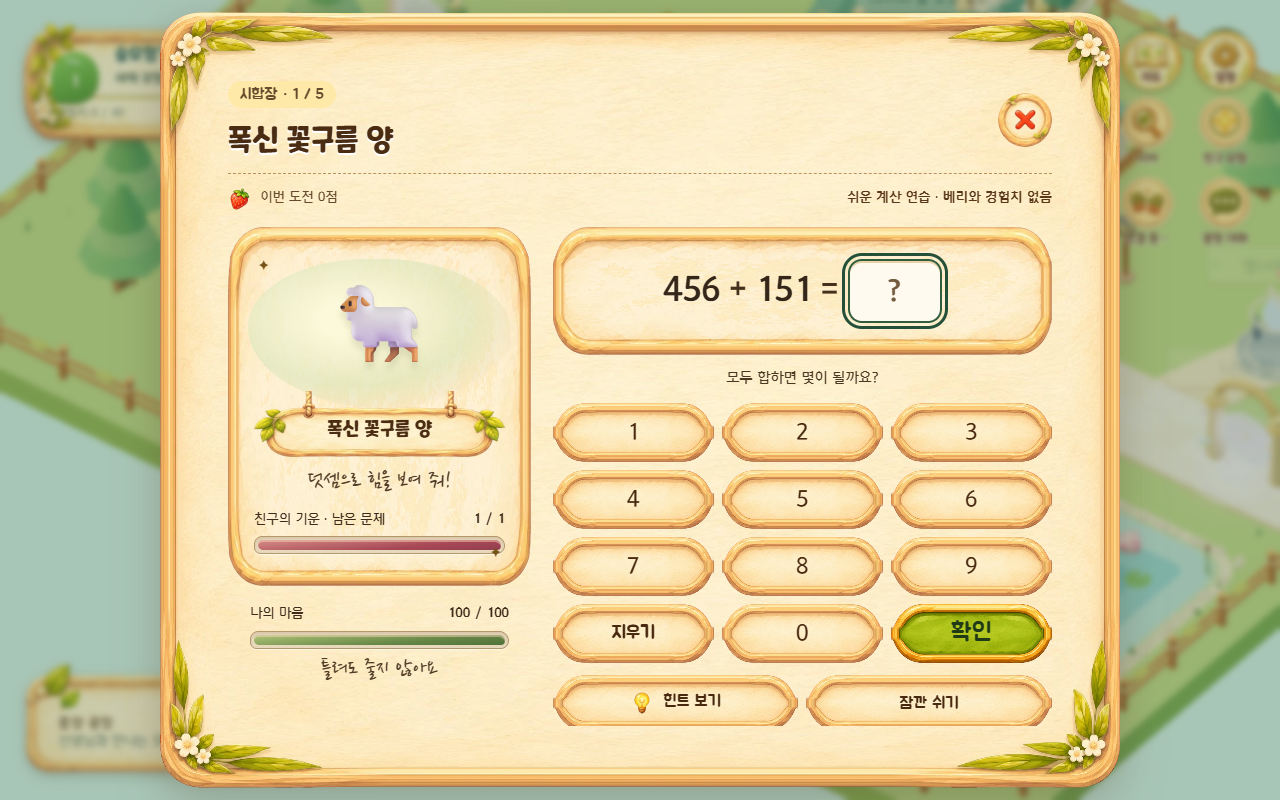 시합장 · 1 / 5
폭신 꽃구름 양
이번 도전 0점
쉬운 계산 연습 · 베리와 경험치 없음
456 + 151 = ?
모두 합하면 몇이 될까요?
폭신 꽃구름 양
덧셈으로 힘을 보여 줘!
친구의 기운 · 남은 문제 1 / 1
나의 마음 100 / 100
틀려도 줄지 않아요
1 2 3
4 5 6
7 8 9
지우기 0 확인
힌트 보기 잠깐 쉬기